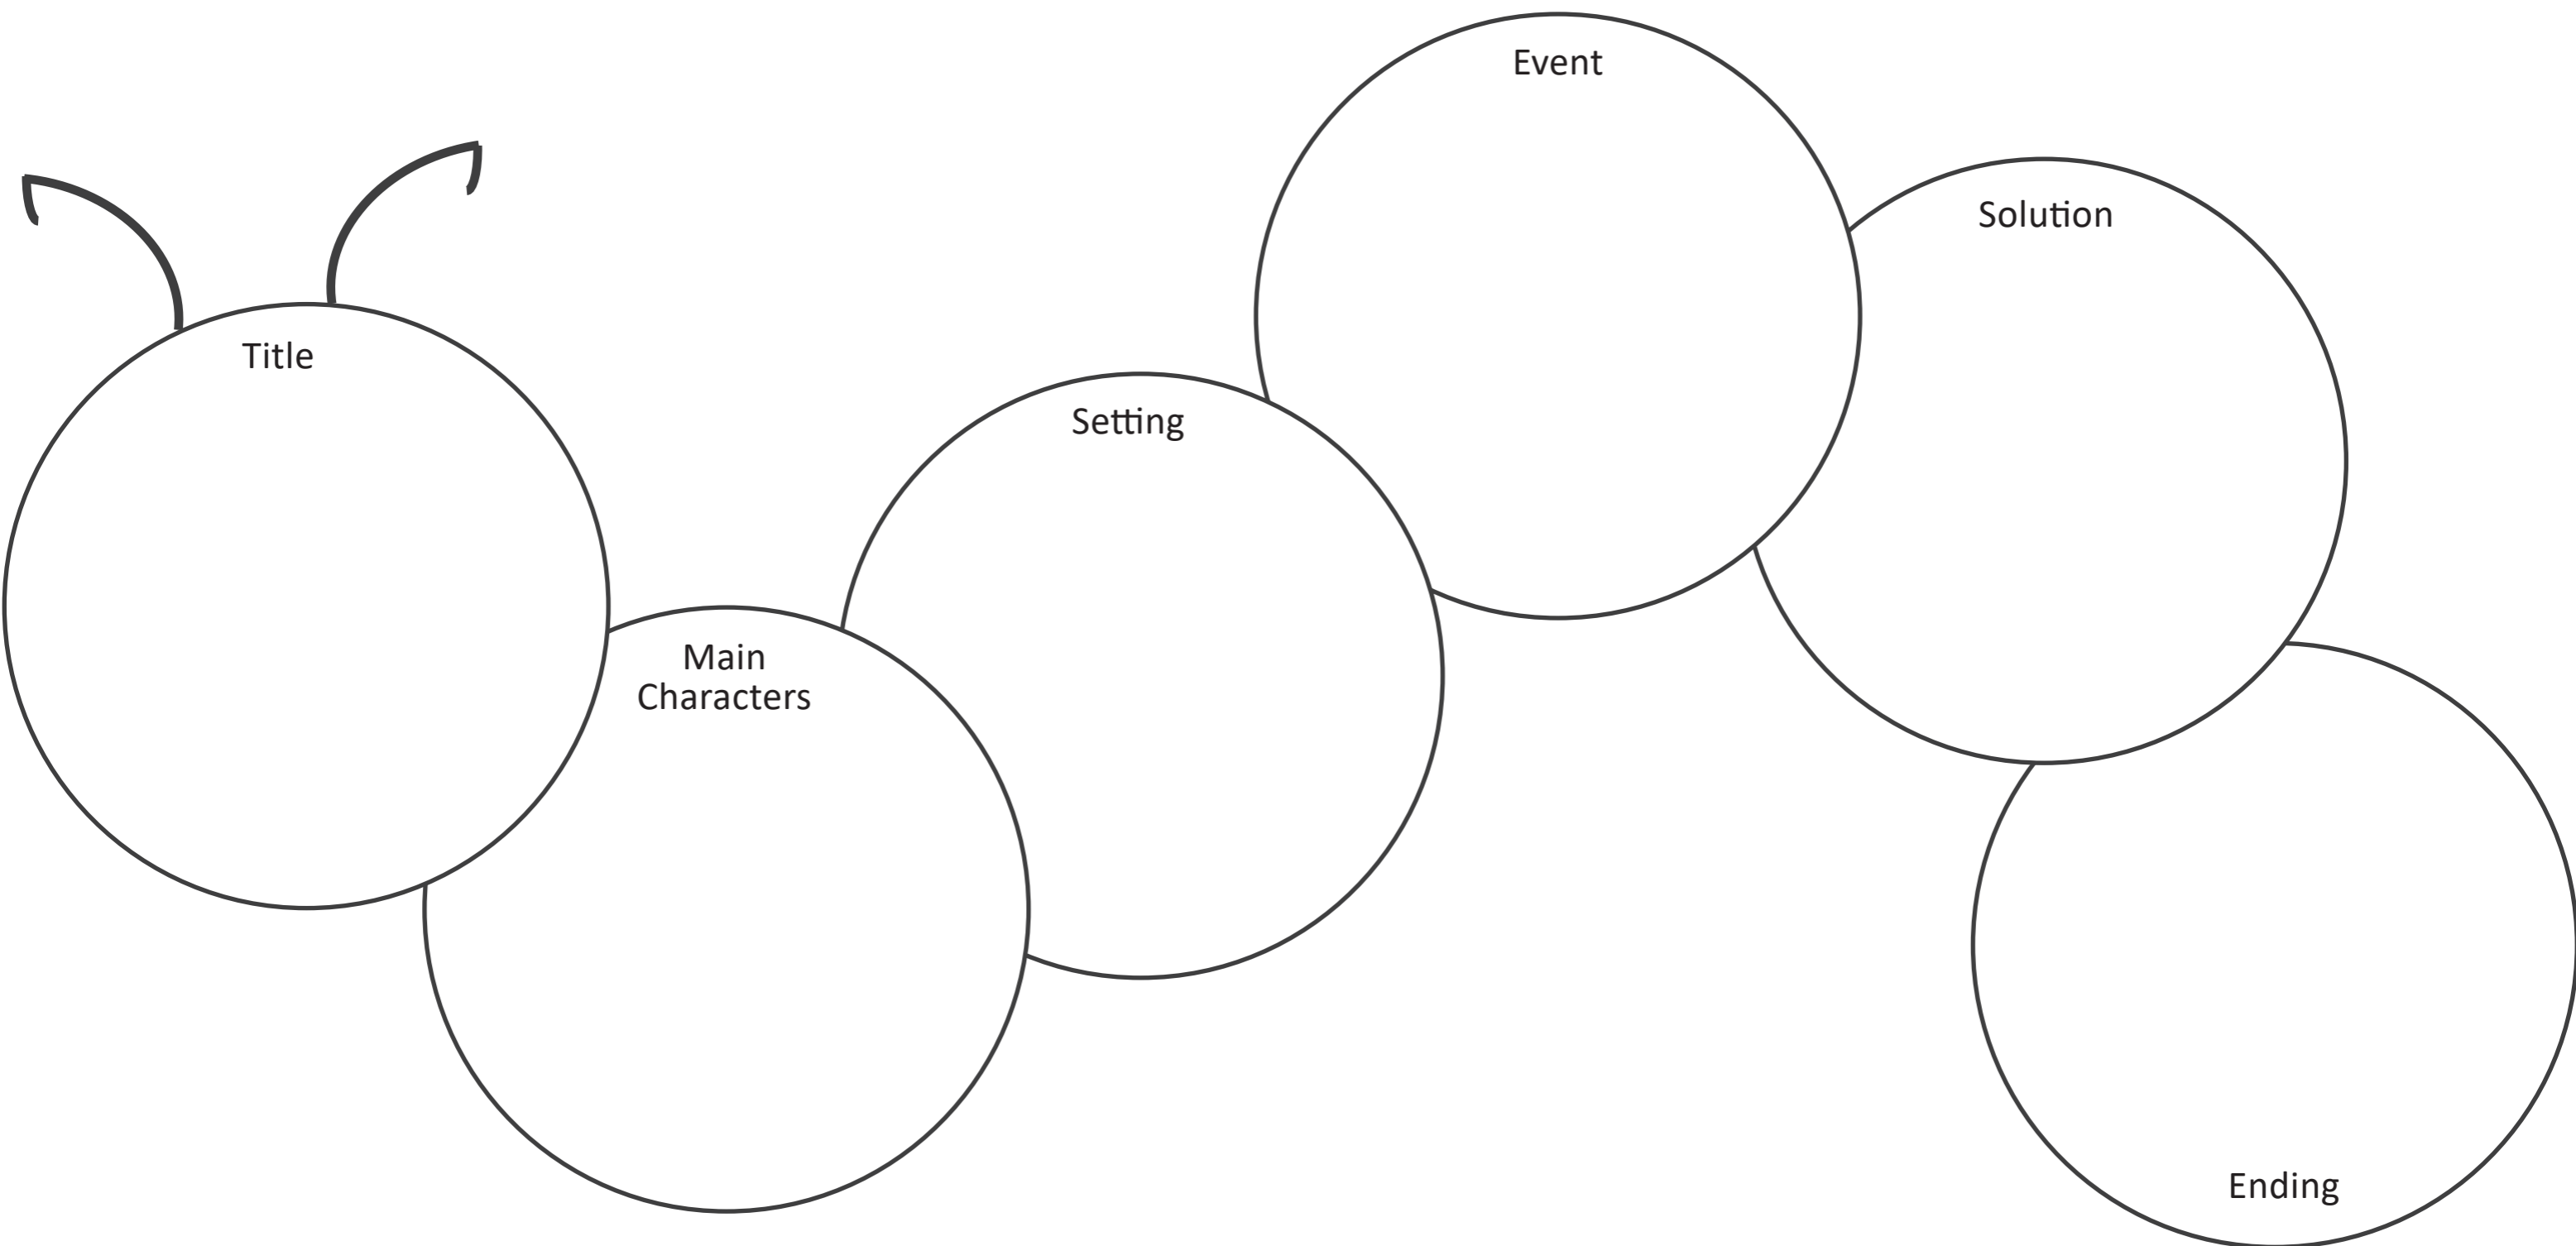 Title
Main
Characters
Setting
Event
Solution
Ending